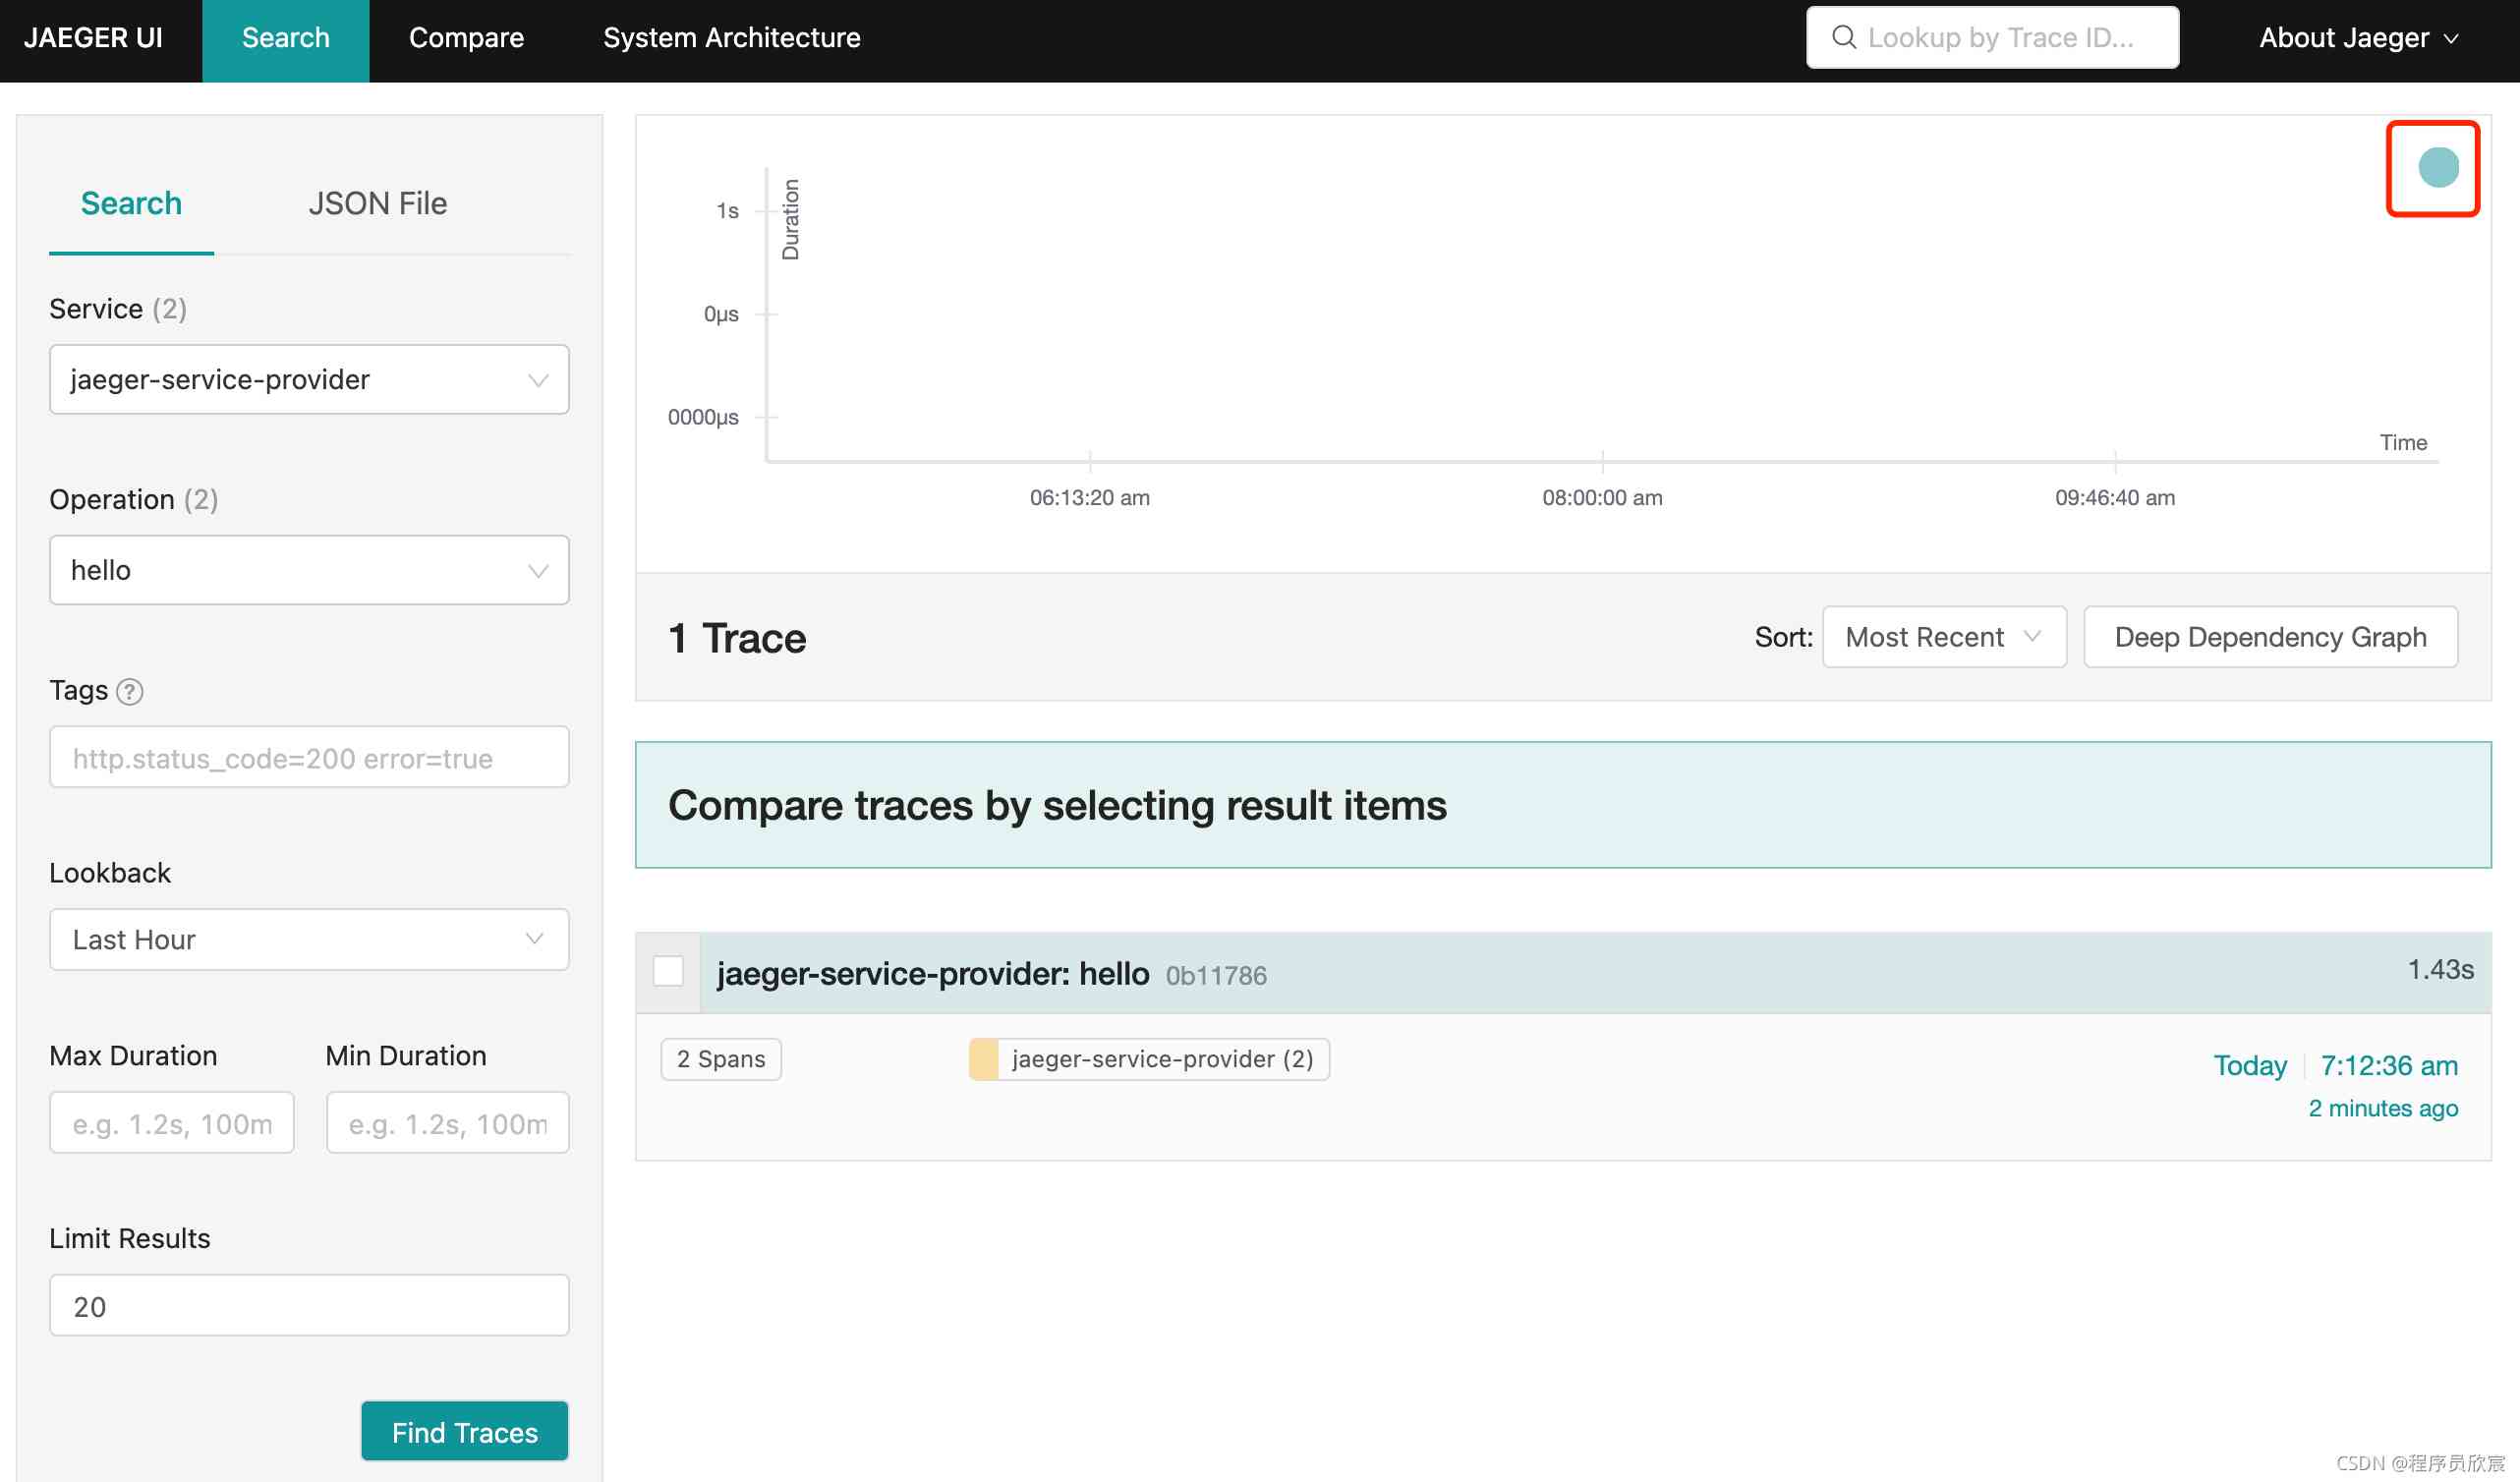 JAEGER UI Search Compare System Architecture Lookup by Trace ID... About Jaeger
Search JSON File
Service (2)
jaeger-service-provider
Operation (2)
hello
Tags ?
http.status_code=200 error=true
Lookback
Last Hour
Max Duration Min Duration
e.g. 1.2s, 100m e.g. 1.2s, 100m
Limit Results
20
Find Traces
Duration
1s
0µs
0000µs
Time
06:13:20 am 08:00:00 am 09:46:40 am
1 Trace Sort: Most Recent Deep Dependency Graph
Compare traces by selecting result items
jaeger-service-provider: hello 0b11786 1.43s
2 Spans jaeger-service-provider (2) Today 7:12:36 am
2 minutes ago
CSDN @程序员欣宸